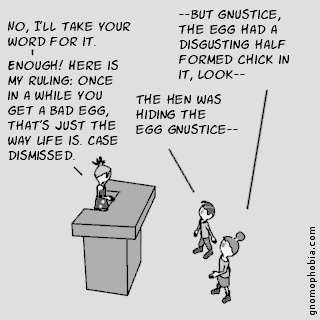 --BUT GNUSTICE,
THE EGG HAD A
DISGUSTING HALF
FORMED CHICK IN
IT, LOOK--
THE HEN WAS
HIDING THE
EGG GNUSTICE--
NO, I'LL TAKE YOUR
WORD FOR IT.
ENOUGH! HERE IS
MY RULING: ONCE
IN A WHILE YOU
GET A BAD EGG,
THAT'S JUST THE
WAY LIFE IS. CASE
DISMISSED.
gnomophobia.com